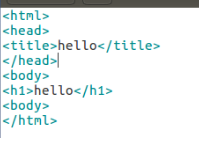 <html>
<head>
<title>hello</title>
</head>
<body>
<h1>hello</h1>
<body>
</html>